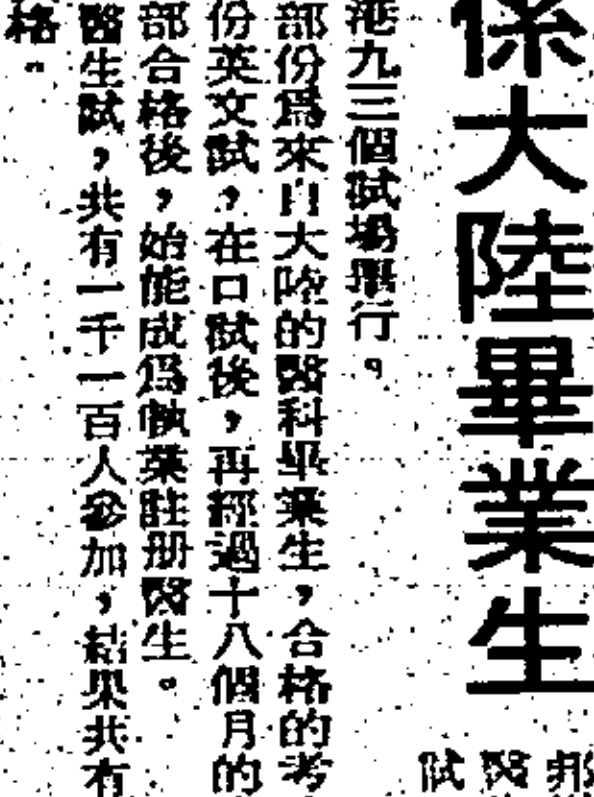 係大陸畢業生
邦
醫
試
港九三個試場舉行。
部份爲來自大陸的醫科畢業生，合格的考
份英文試，在口試後，再經過十八個月的
部合格後，始能成爲執業註册醫生。
醫生試，共有一千一百人參加，結果共有
格。